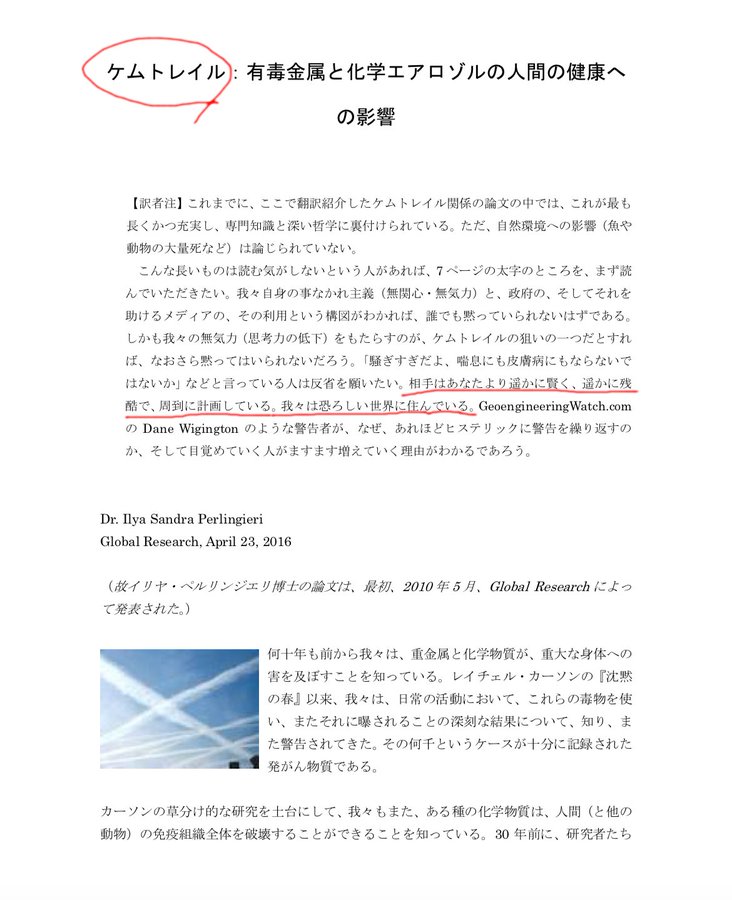 ケムトレイル：有毒金属と化学エアロゾルの人間の健康へ
の影響
【訳者注】これまでに、ここで翻訳紹介したケムトレイル関係の論文の中では、これが最も
長くかつ充実し、専門知識と深い哲学に裏付けられている。ただ、自然環境への影響（魚や
動物の大量死など）は論じられていない。
こんな長いものは読む気がしないという人があれば、7 ページの太字のところを、まず読
んでいただきたい。我々自身の事なかれ主義（無関心・無気力）と、政府の、そしてそれを
助けるメディアの、その利用という構図がわかれば、誰でも黙っていられないはずである。
しかも我々の無気力（思考力の低下）をもたらすのが、ケムトレイルの狙いの一つだとすれ
ば、なおさら黙ってはいられないだろう。「騒ぎすぎだよ、喘息にも皮膚病にもならないで
はないか」などと言っている人は反省を願いたい。相手はあなたより遥かに賢く、遥かに残
酷で、周到に計画している。我々は恐ろしい世界に住んでいる。GeoengineeringWatch.com
の Dane Wigington のような警告者が、なぜ、あれほどヒステリックに警告を繰り返すの
か、そして目覚めていく人がますます増えていく理由がわかるであろう。
Dr. Ilya Sandra Perlingieri
Global Research, April 23, 2016
（故イリヤ・ペルリンジエリ博士の論文は、最初、2010 年 5 月、Global Research によっ
て発表された。）
何十年も前から我々は、重金属と化学物質が、重大な身体への
害を及ぼすことを知っている。レイチェル・カーソンの『沈黙
の春』以来、我々は、日常の活動において、これらの毒物を使
い、またそれに曝されることの深刻な結果について、知り、ま
た警告されてきた。その何千というケースが十分に記録された
発がん物質である。
カーソンの草分け的な研究を土台にして、我々もまた、ある種の化学物質は、人間（と他の
動物）の免疫組織全体を破壊することができることを知っている。30 年前に、研究者たち